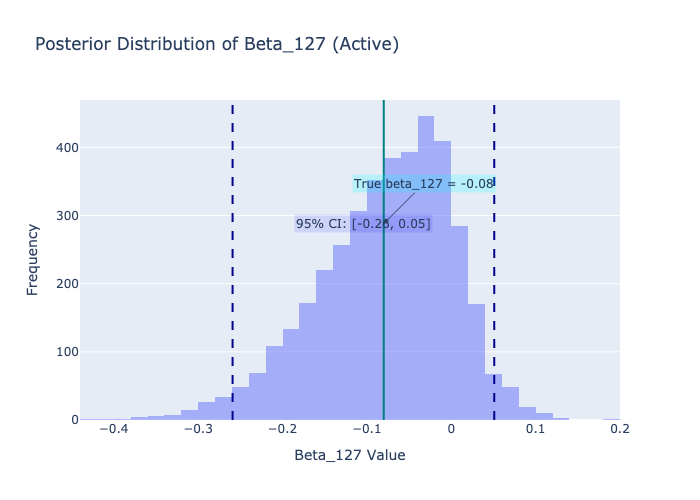 Posterior Distribution of Beta_127 (Active)
400
300
200
100
0
Frequency
True beta_127 = -0.08
95% CI: [-0.26, 0.05]
−0.4 −0.3 −0.2 −0.1 0 0.1 0.2
Beta_127 Value